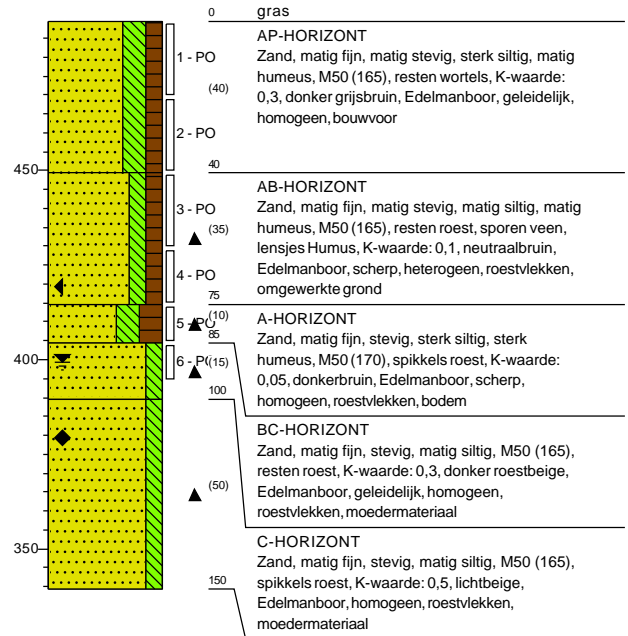 0 gras
AP-HORIZONT
Zand, matig fijn, matig stevig, sterk siltig, matig
humeus, M50 (165), resten wortels, K-waarde:
0,3, donker grijsbruin, Edelmanboor, geleidelijk,
homogeen, bouwvoor
1 - PO
(40)
2 - PO
40
450
AB-HORIZONT
Zand, matig fijn, matig stevig, matig siltig, matig
humeus, M50 (165), resten roest, sporen veen,
lensjes Humus, K-waarde: 0,1, neutraalbruin,
Edelmanboor, scherp, heterogeen, roestvlekken,
omgewerkte grond
3 - PO
(35)
4 - PO
75
A-HORIZONT
Zand, matig fijn, stevig, sterk siltig, sterk
humeus, M50 (170), spikkels roest, K-waarde:
0,05, donkerbruin, Edelmanboor, scherp,
homogeen, roestvlekken, bodem
5 - PO
(10)
85
400
6 - PO
(15)
100
BC-HORIZONT
Zand, matig fijn, stevig, matig siltig, M50 (165),
resten roest, K-waarde: 0,3, donker roestbeige,
Edelmanboor, geleidelijk, homogeen,
roestvlekken, moedermateriaal
(50)
350
150
C-HORIZONT
Zand, matig fijn, stevig, matig siltig, M50 (165),
spikkels roest, K-waarde: 0,5, lichtbeige,
Edelmanboor, homogeen, roestvlekken,
moedermateriaal